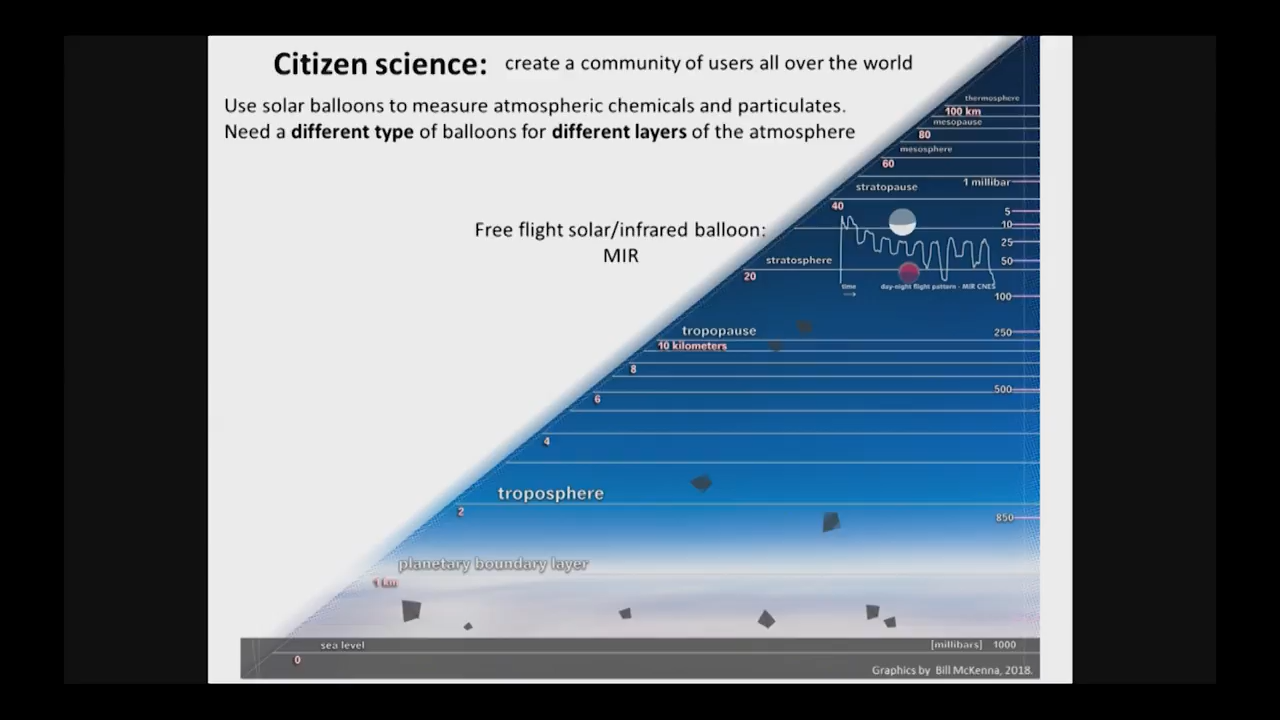 Citizen science: create a community of users all over the world
Use solar balloons to measure atmospheric chemicals and particulates.
Need a different type of balloons for different layers of the atmosphere
thermosphere
100 km
mesopause
80
mesosphere
60
1 millibar
stratopause
40
5
10
Free flight solar/infrared balloon:
MIR
25
stratosphere
50
20
time
day-night flight pattern - MIR CNES
100
tropopause
250
10 kilometers
8
500
6
4
troposphere
2
850
planetary boundary layer
1 km
sea level
[millibars] 1000
0
Graphics by Bill McKenna, 2018.